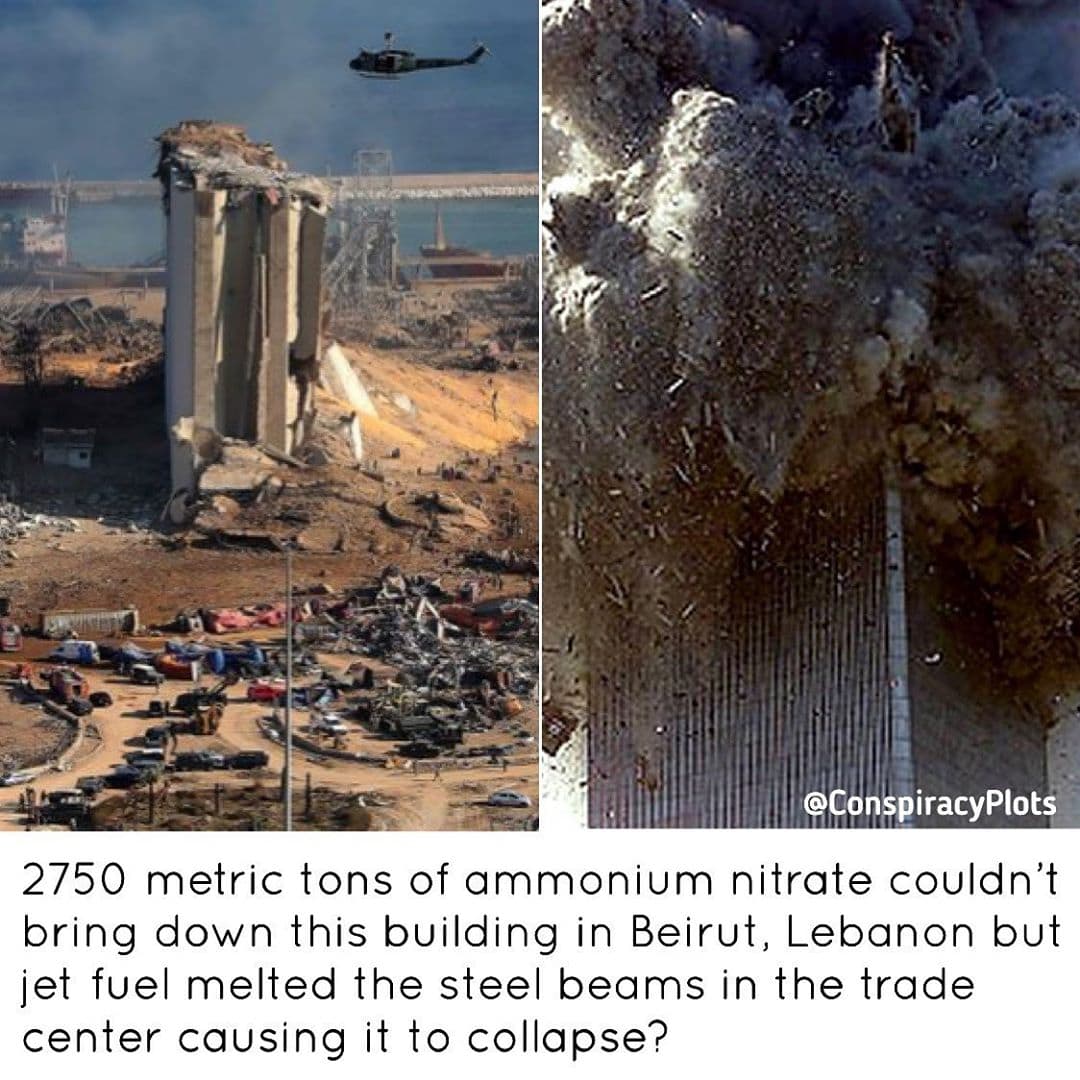 @ConspiracyPlots
2750 metric tons of ammonium nitrate couldn't
bring down this building in Beirut, Lebanon but
jet fuel melted the steel beams in the trade
center causing it to collapse?